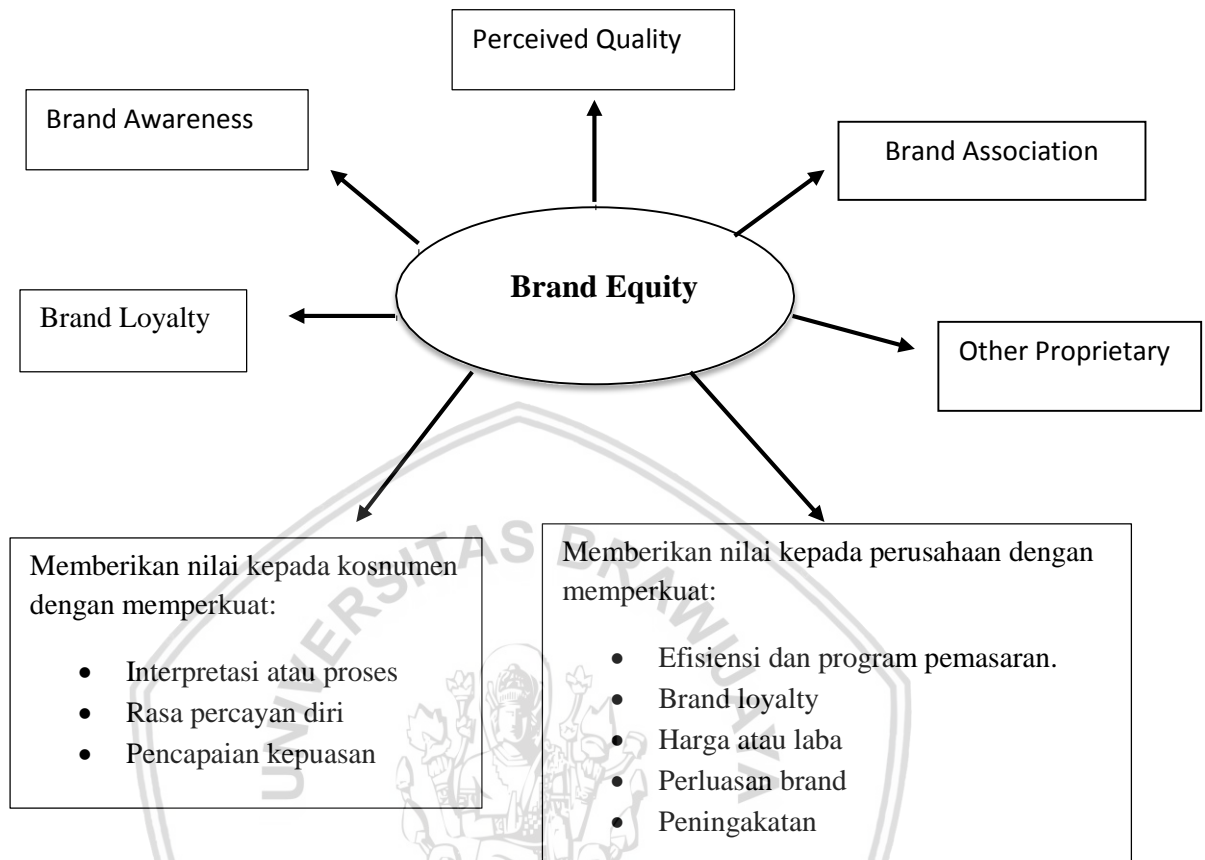 Perceived Quality
Brand Awareness
Brand Association
Brand Equity
Brand Loyalty
Other Proprietary
Memberikan nilai kepada kosnumen
dengan memperkuat:
• Interpretasi atau proses
• Rasa percayan diri
• Pencapaian kepuasan
Memberikan nilai kepada perusahaan dengan
memperkuat:
• Efisiensi dan program pemasaran.
• Brand loyalty
• Harga atau laba
• Perluasan brand
• Peningakatan
UNIVERSITAS BRAWIJAYA